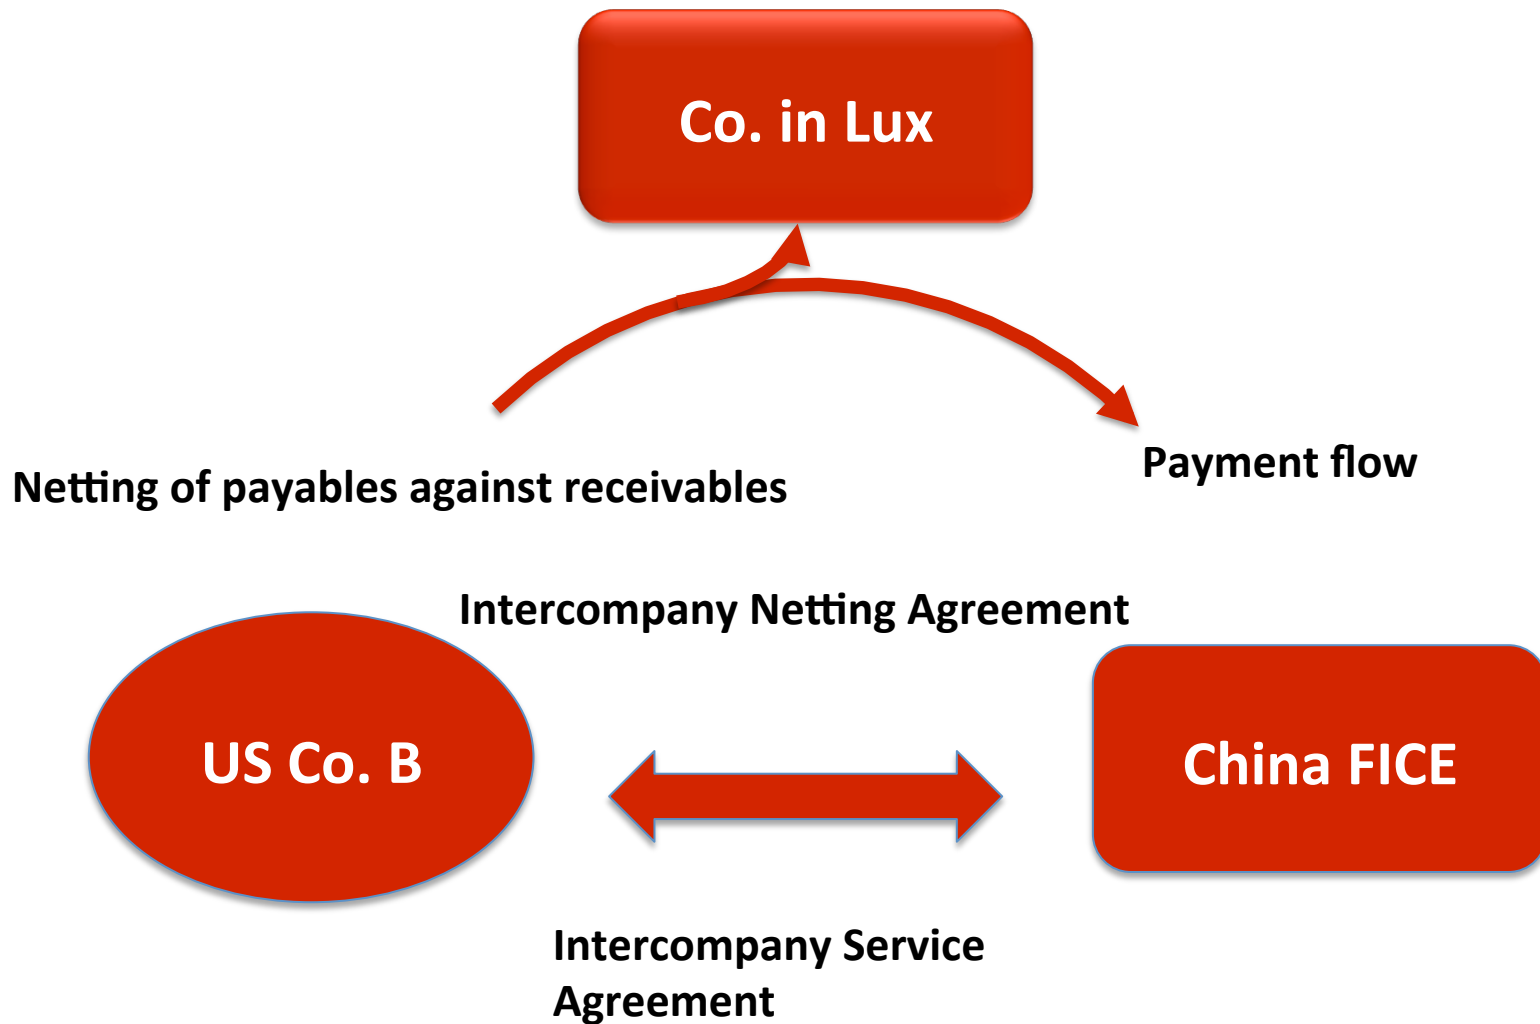 Co. in Lux
Payment flow
Netting of payables against receivables
Intercompany Netting Agreement
US Co. B
China FICE
Intercompany Service
Agreement